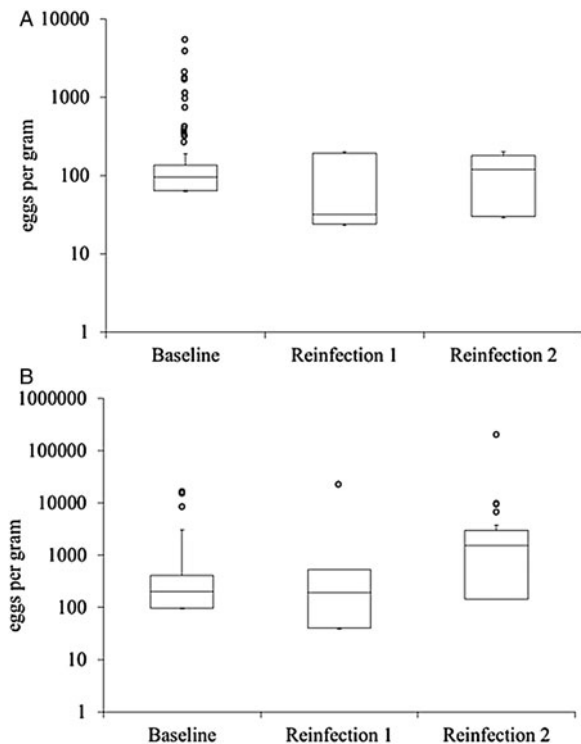 A
10000
1000
100
10
1
eggs per gram
Baseline Reinfection 1 Reinfection 2
B
1000000
100000
10000
1000
100
10
1
eggs per gram
Baseline Reinfection 1 Reinfection 2